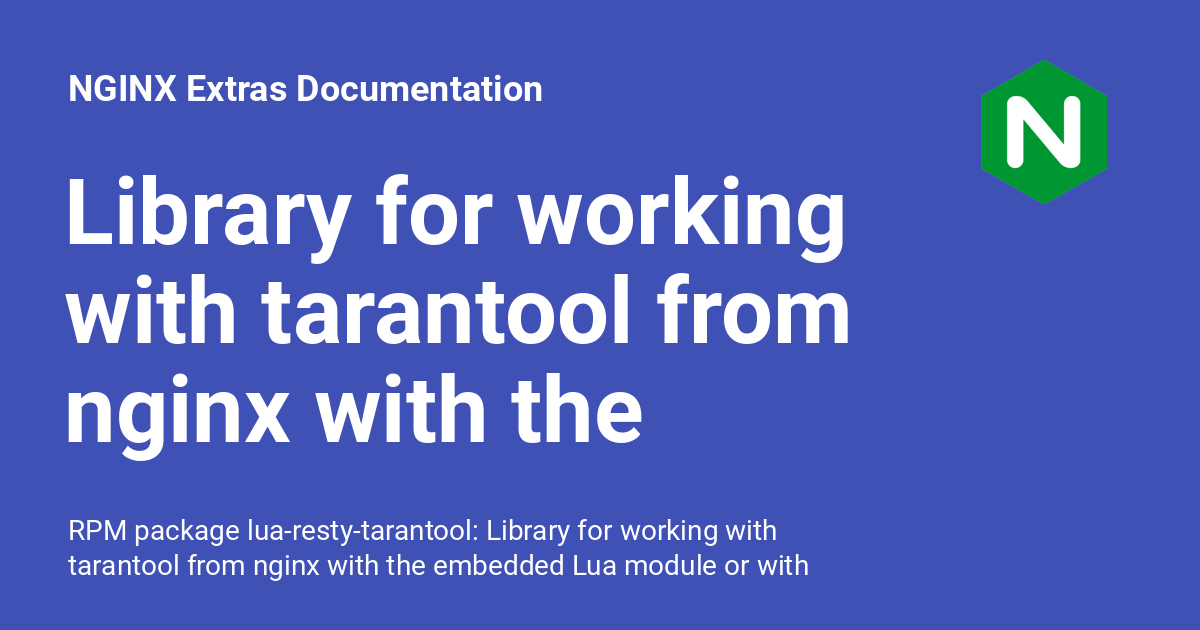 NGINX Extras Documentation
N
Library for working
with tarantool from
nginx with the
RPM package lua-resty-tarantool: Library for working with
tarantool from nginx with the embedded Lua module or with